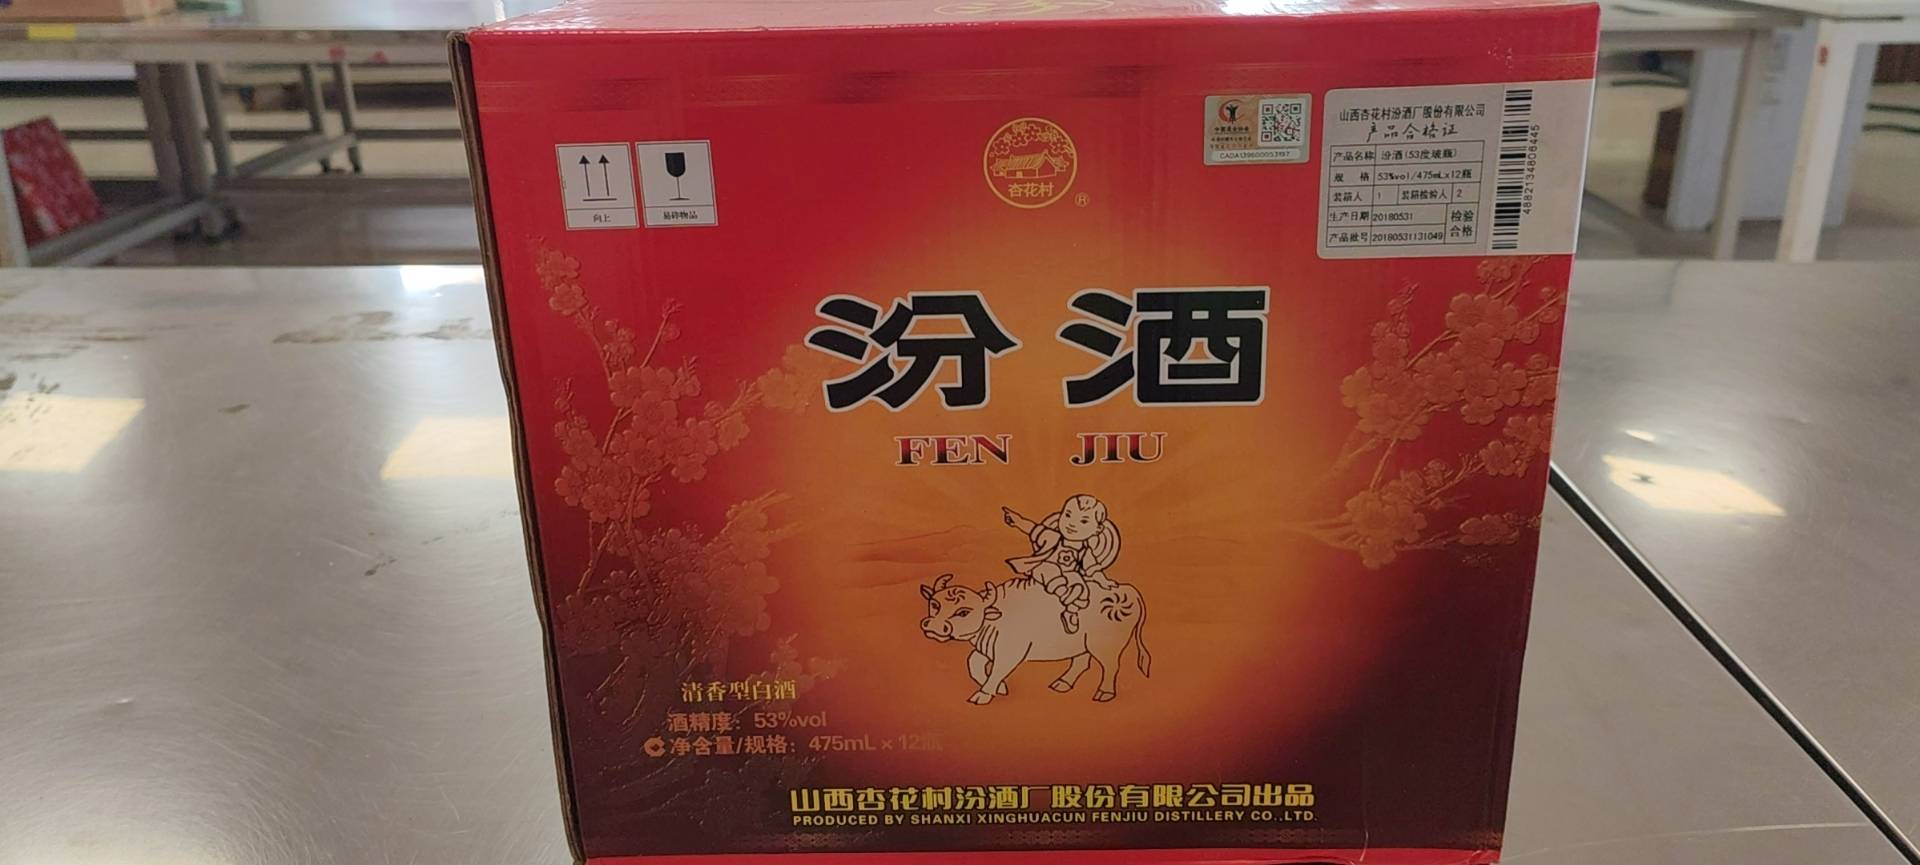 山西杏花村汾酒厂股份有限公司
产品合格证
产品名称 汾酒(53度玻瓶)
规 格 53%vol/475mL×12瓶
装箱人 1 装箱检验人 2
生产日期 20180531 检验
产品批号 20180531131049 合格
4882134806445
CADA139600053197
向上
易碎物品
杏花村
®
汾酒
FEN JIU
清香型白酒
酒精度：53%vol
净含量/规格：475mL×12瓶
山西杏花村汾酒厂股份有限公司出品
PRODUCED BY SHANXI XINGHUACUN FENJIU DISTILLERY CO.,LTD.